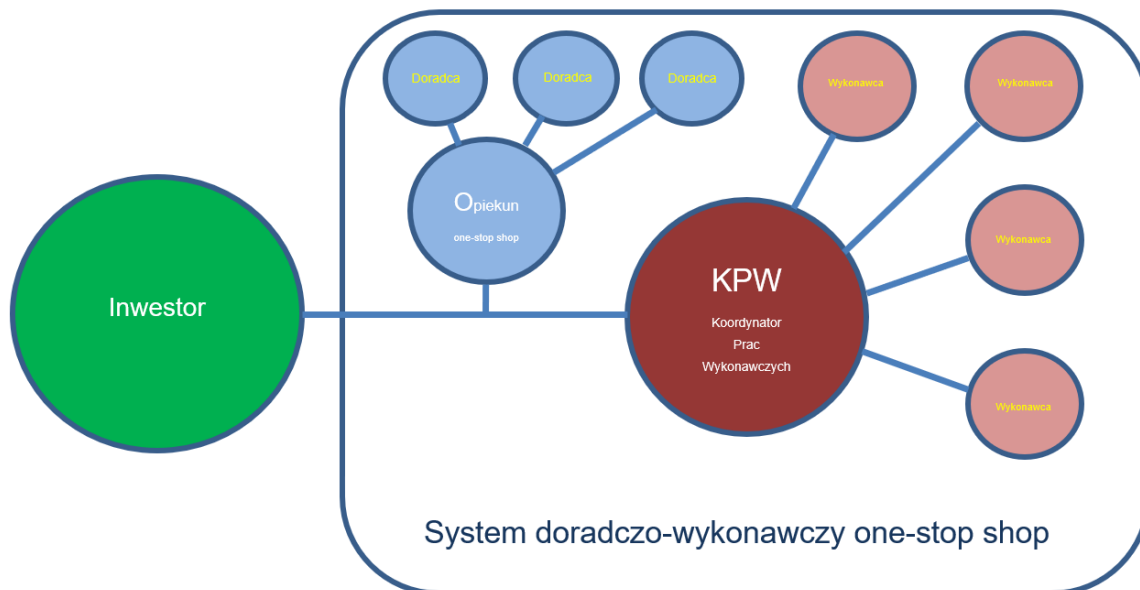 Doradca
Doradca
Doradca
Wykonawca
Wykonawca
Opiekun
one-stop shop
Wykonawca
Inwestor
KPW
Koordynator
Prac
Wykonawczych
Wykonawca
System doradczo-wykonawczy one-stop shop